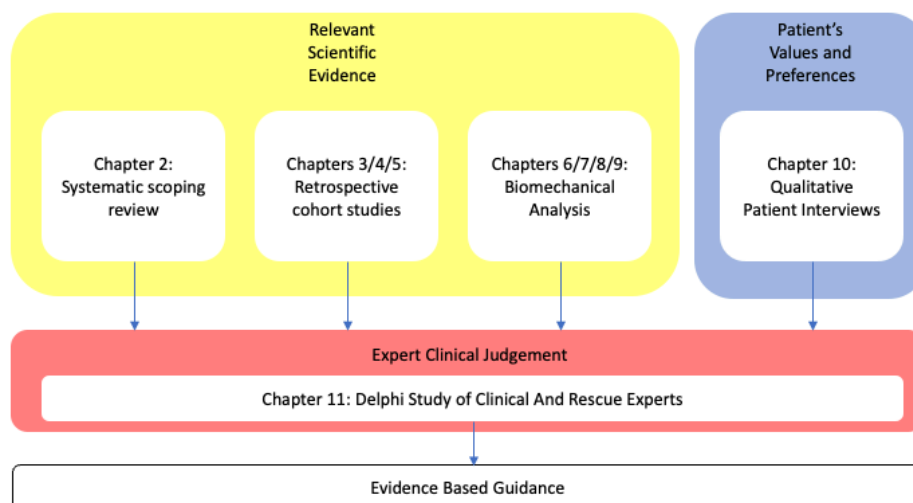 Relevant
Scientific
Evidence
Patient’s
Values and
Preferences
Chapter 2:
Systematic scoping
review
Chapters 3/4/5:
Retrospective
cohort studies
Chapters 6/7/8/9:
Biomechanical
Analysis
Chapter 10:
Qualitative
Patient Interviews
Expert Clinical Judgement
Chapter 11: Delphi Study of Clinical And Rescue Experts
Evidence Based Guidance